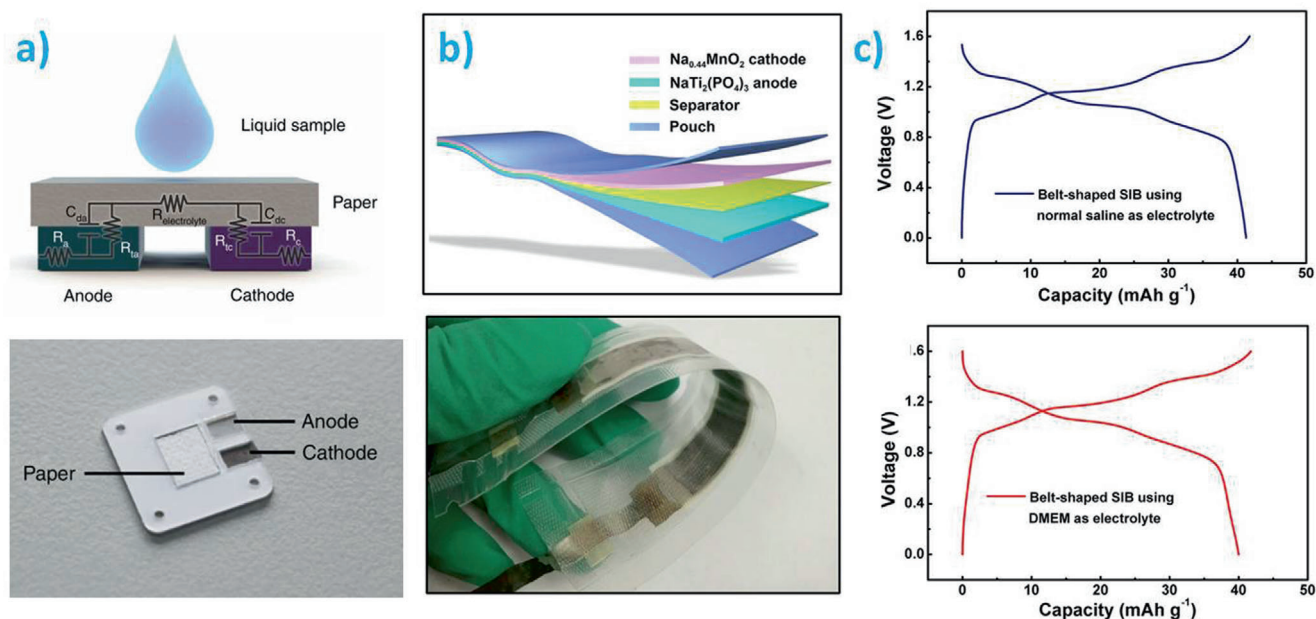 a)
Liquid sample
Paper
C_da
R_electrolyte
C_dc
R_a
R_ta
R_tc
R_c
Anode
Cathode
Anode
Cathode
Paper
b)
Na0.44MnO2 cathode
NaTi2(PO4)3 anode
Separator
Pouch
c)
Voltage (V)
1.6
1.2
0.8
0.4
0.0
Belt-shaped SIB using
normal saline as electrolyte
0 10 20 30 40 50
Capacity (mAh g-1)
Voltage (V)
1.6
1.2
0.8
0.4
0.0
Belt-shaped SIB using
DMEM as electrolyte
0 10 20 30 40 50
Capacity (mAh g-1)